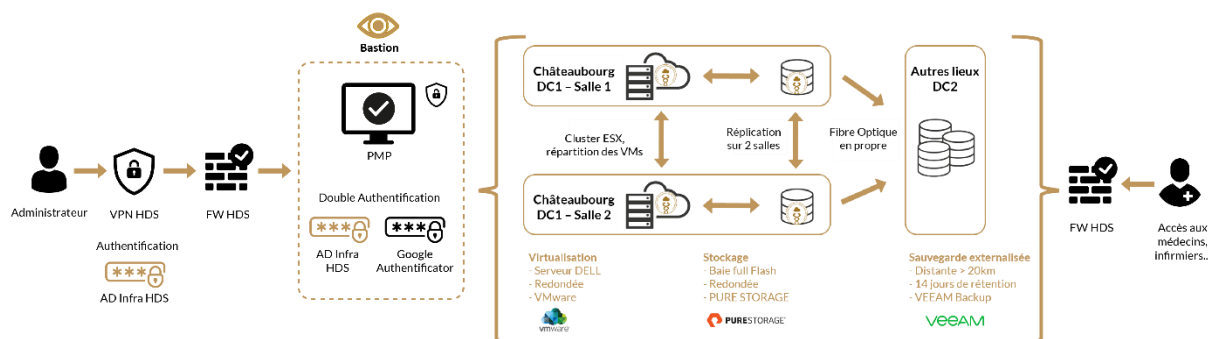 Bastion
PMP
Double Authentification
***
AD Infra
HDS
***
Google
Authentificator
Administrateur
VPN HDS
FW HDS
Authentification
***
AD Infra HDS
Châteaubourg
DC1 – Salle 1
Cluster ESX,
répartition des VMs
Réplication
sur 2 salles
Fibre Optique
en propre
Châteaubourg
DC1 – Salle 2
Autres lieux
DC2
Virtualisation
- Serveur DELL
- Redondée
- VMware
vmware
Stockage
- Baie full Flash
- Redondée
- PURE STORAGE
PURESTORAGE
Sauvegarde externalisée
- Distante > 20km
- 14 jours de rétention
- VEEAM Backup
veeAM
FW HDS
Accès aux
médecins,
infirmiers..